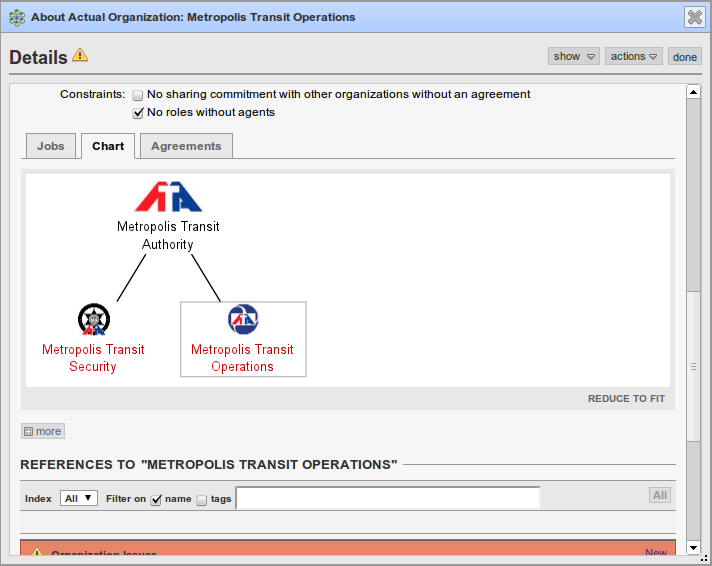 About Actual Organization: Metropolis Transit Operations
Details
show
actions
done
Constraints:
No sharing commitment with other organizations without an agreement
No roles without agents
Jobs
Chart
Agreements
Metropolis Transit
Authority
Metropolis Transit
Security
Metropolis Transit
Operations
REDUCE TO FIT
more
REFERENCES TO "METROPOLIS TRANSIT OPERATIONS"
Index
All
Filter on
name
tags
All
Organization Issues
New